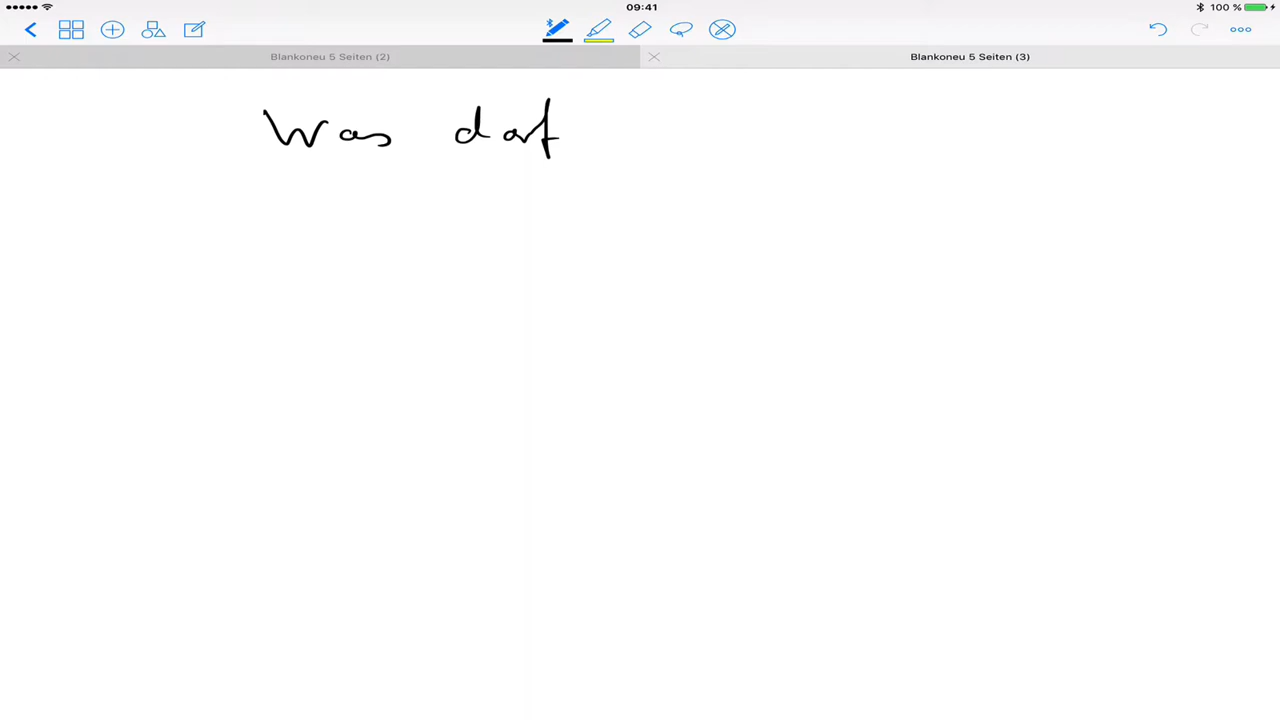 09:41
100 %
Blankoneu 5 Seiten (2)
Blankoneu 5 Seiten (3)
Was darf